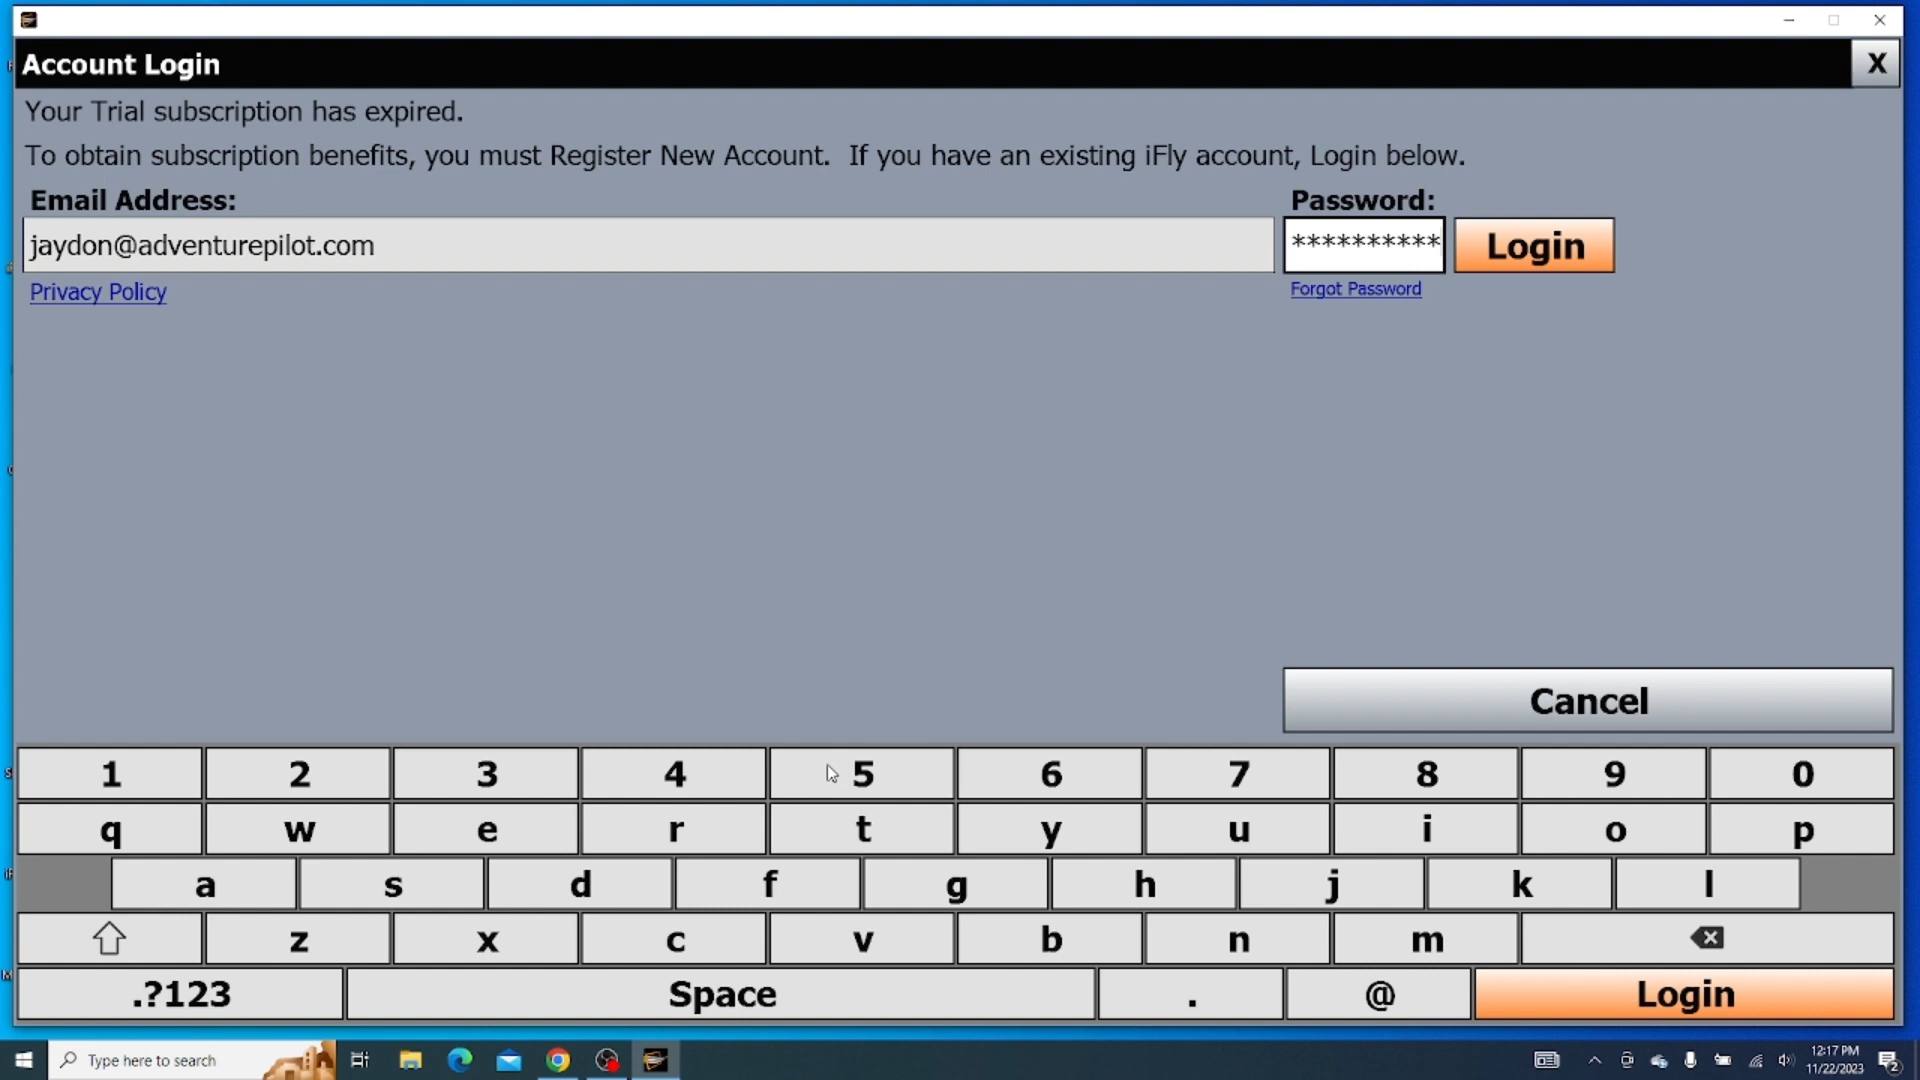 Account Login
X
Your Trial subscription has expired.
To obtain subscription benefits, you must Register New Account. If you have an existing iFly account, Login below.
Email Address: Password:
jaydon@adventurepilot.com ********** Login
Privacy Policy Forgot Password
Cancel
1 2 3 4 5 6 7 8 9 0
q w e r t y u i o p
a s d f g h j k l
z x c v b n m
.?123 Space . @ Login
Type here to search
12:17 PM
11/22/2023
2